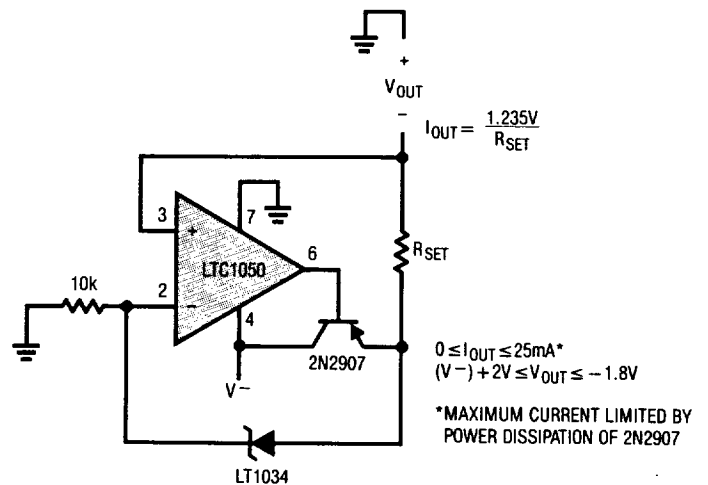 +
VOUT
−
IOUT = 1.235V
RSET
3
+
7
LTC1050
6
RSET
10k
2
−
4
2N2907
V−
0 ≤ IOUT ≤ 25mA*
(V−) + 2V ≤ VOUT ≤ −1.8V
*MAXIMUM CURRENT LIMITED BY
POWER DISSIPATION OF 2N2907
LT1034